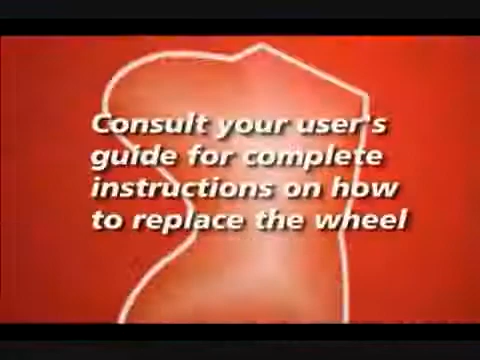 Consult your user's
guide for complete
instructions on how
to replace the wheel